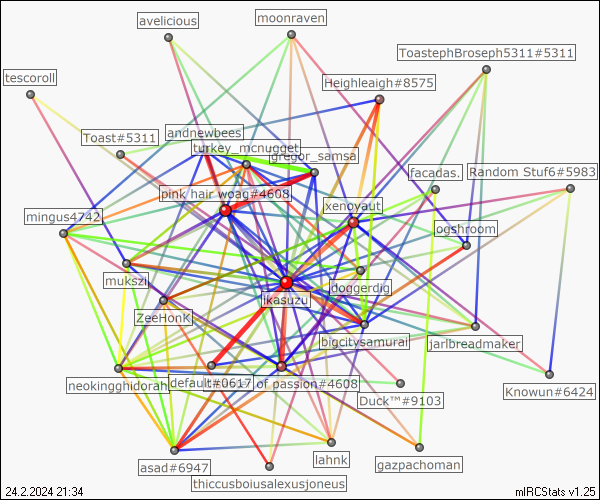 avelicious
moonraven
ToastephBroseph5311#5311
tescoroll
Heighleaigh#8575
Toast#5311
andnewbees
turkey_mcnugget
gregor_samsa
facadas.
Random Stuf6#5983
pink hair woag#4608
xenoyaut
mingus4742
ogshroom
mukszi
doggerdig
ikasuzu
ZeeHonK
bigcitysamurai
jaribreadmaker
neokingghidorah
default#0617
of passion#4608
Knowun#6424
Duck™#9103
asad#6947
lahnk
gazpachoman
thiccusboiusalexusjoneus
24.2.2024 21:34
mIRCStats v1.25